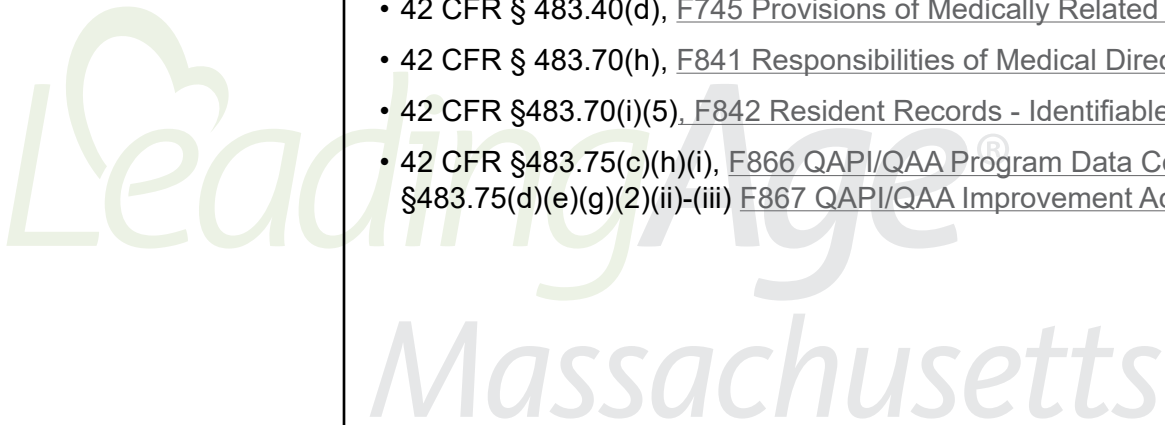 • 42 CFR § 483.40(d), F745 Provisions of Medically Related
• 42 CFR § 483.70(h), F841 Responsibilities of Medical Direc
• 42 CFR §483.70(i)(5), F842 Resident Records - Identifiable
• 42 CFR §483.75(c)(h)(i), F866 QAPI/QAA Program Data Co
§483.75(d)(e)(g)(2)(ii)-(iii) F867 QAPI/QAA Improvement Ac
LeadingAge®
Massachusetts